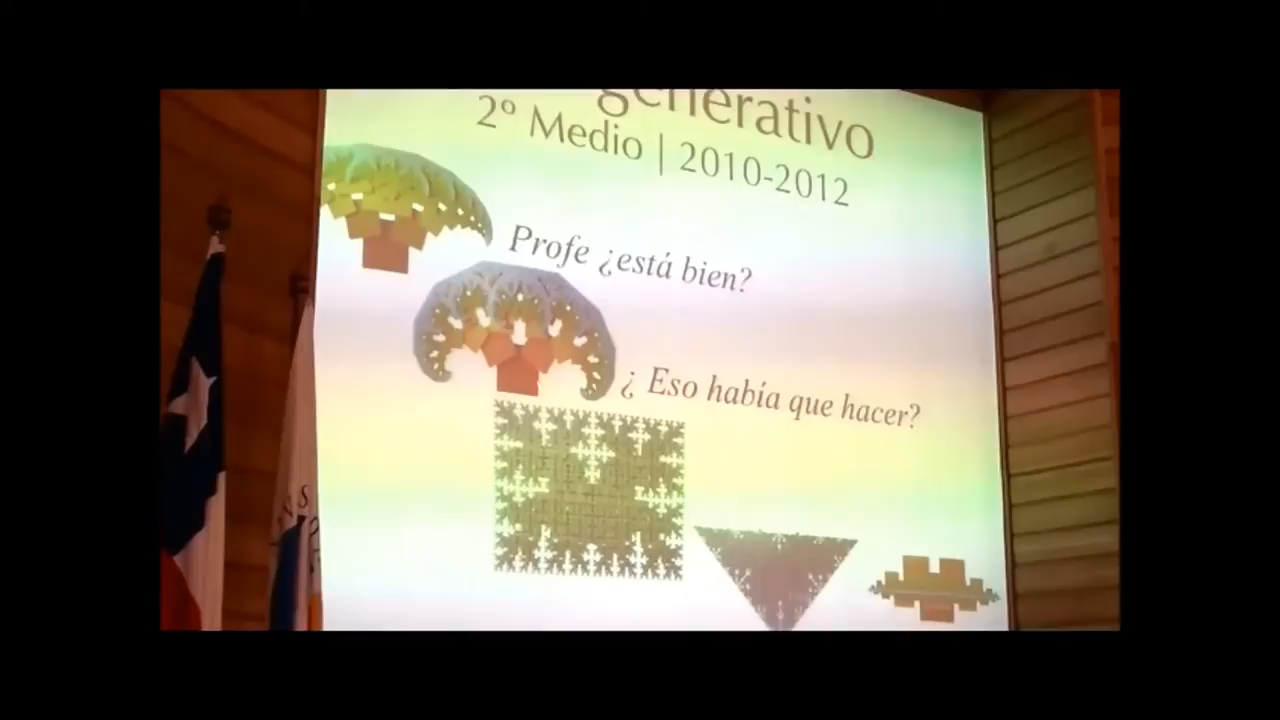 generativo
2º Medio | 2010-2012
Profe ¿está bien?
¿ Eso había que hacer?